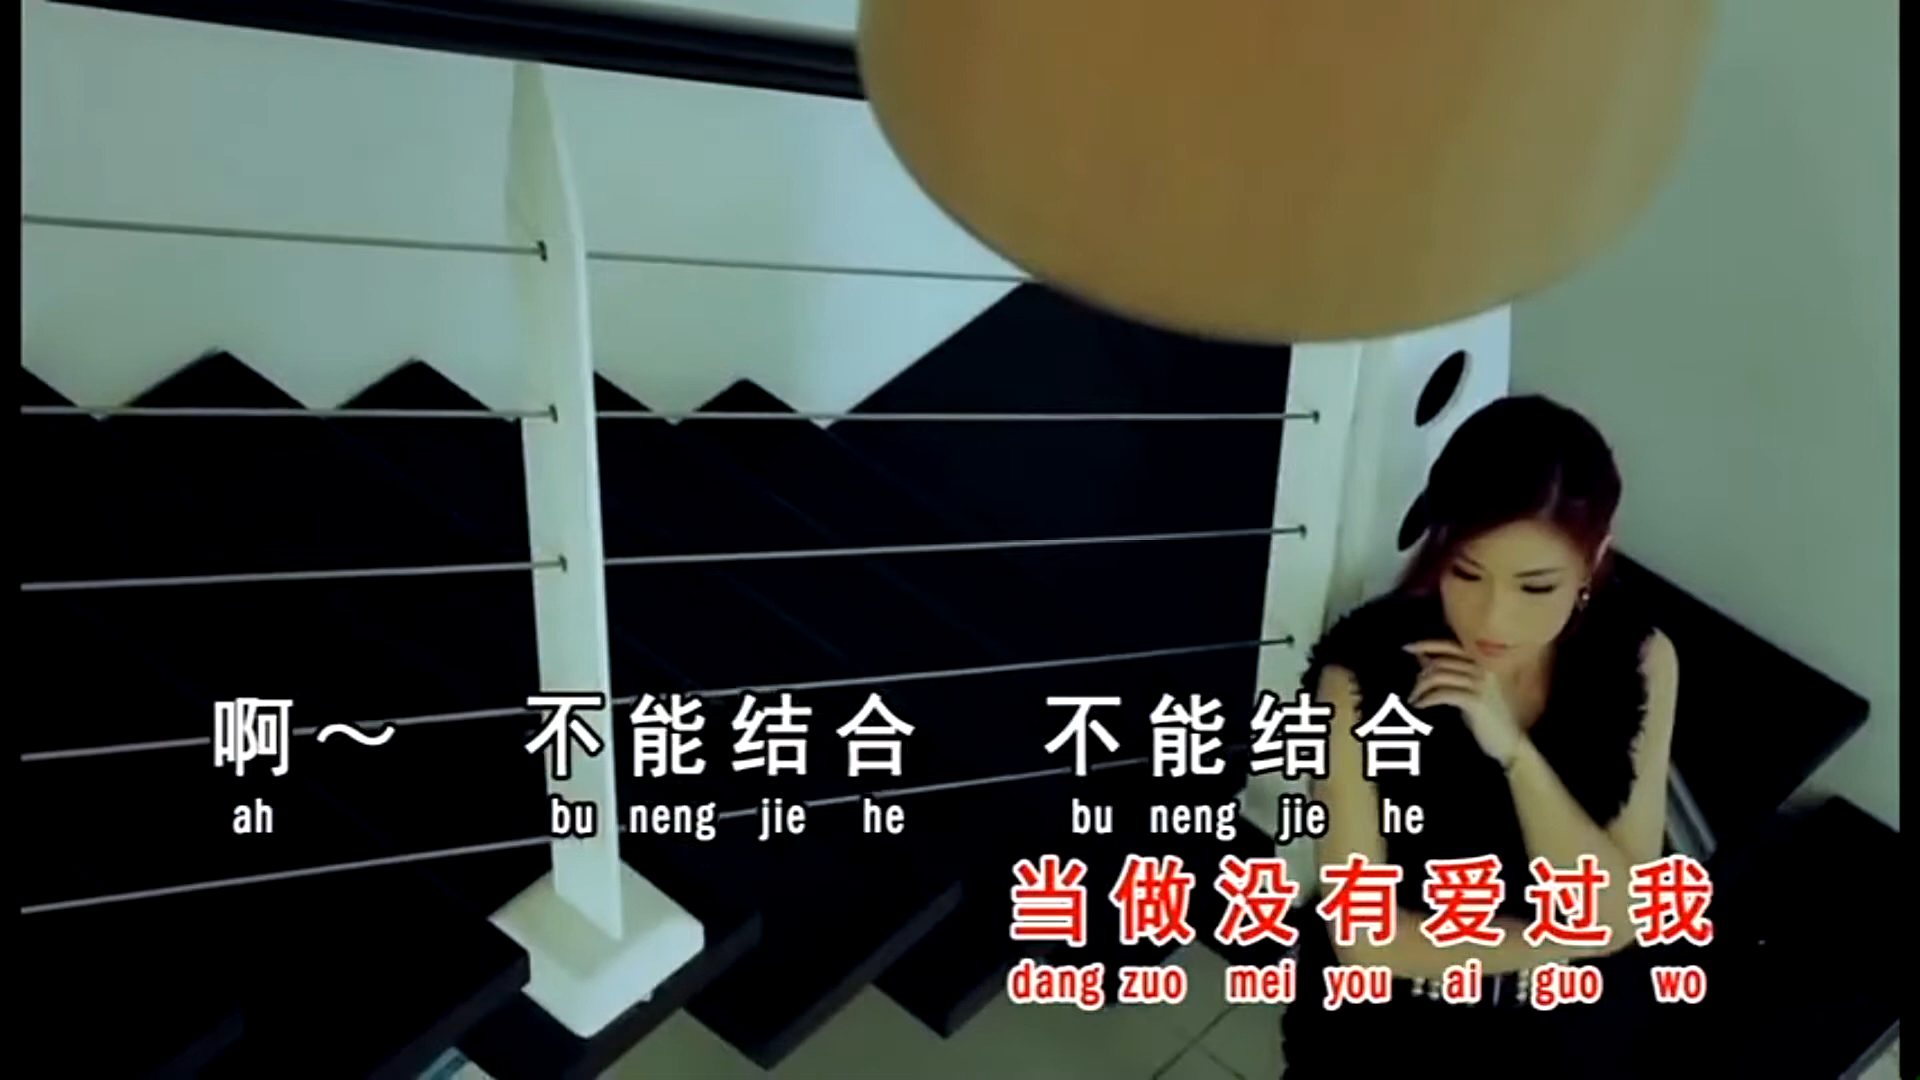 啊～ 不能结合 不能结合
ah bu neng jie he bu neng jie he
当做没有爱过我
dang zuo mei you ai guo wo